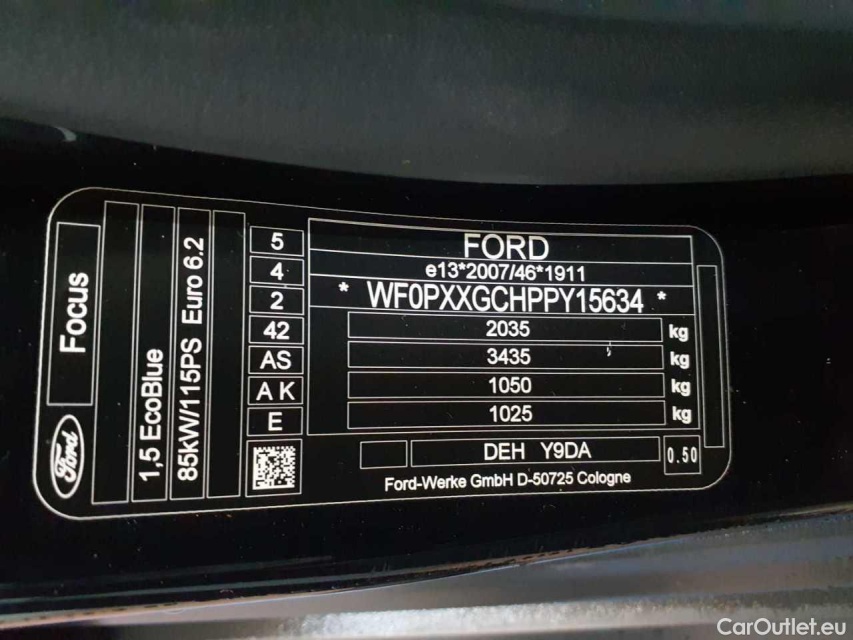 Focus
Ford
1,5 EcoBlue
85kW/115PS Euro 6.2
5
4
2
42
AS
A K
E
FORD
e13*2007/46*1911
* WF0PXXGCHPPY15634 *
2035 kg
3435 kg
1050 kg
1025 kg
DEH Y9DA
0.50
Ford-Werke GmbH D-50725 Cologne
CarOutlet.eu